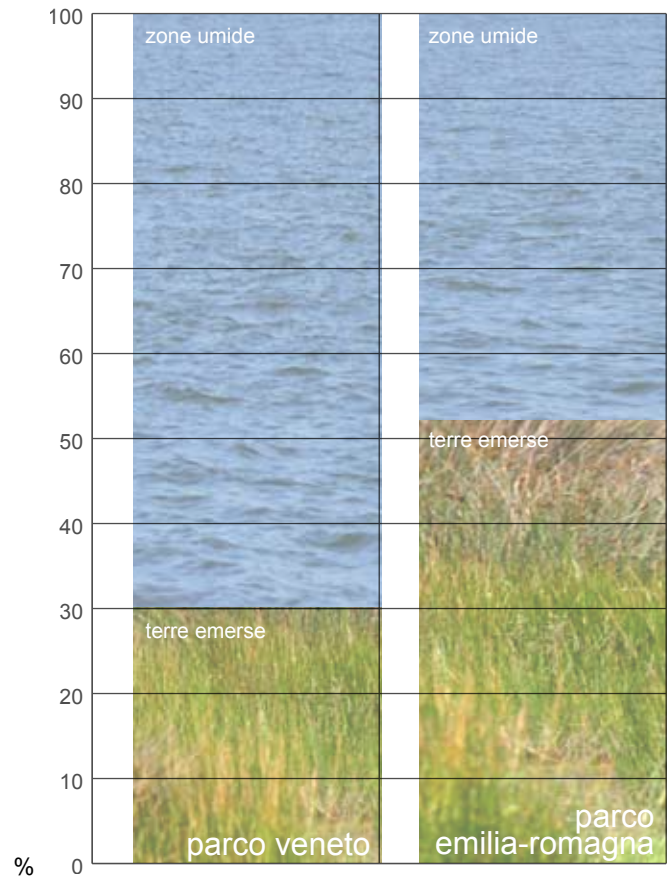 100
90
80
70
60
50
40
30
20
10
0
%
zone umide
terre emerse
parco veneto
zone umide
terre emerse
parco
emilia-romagna